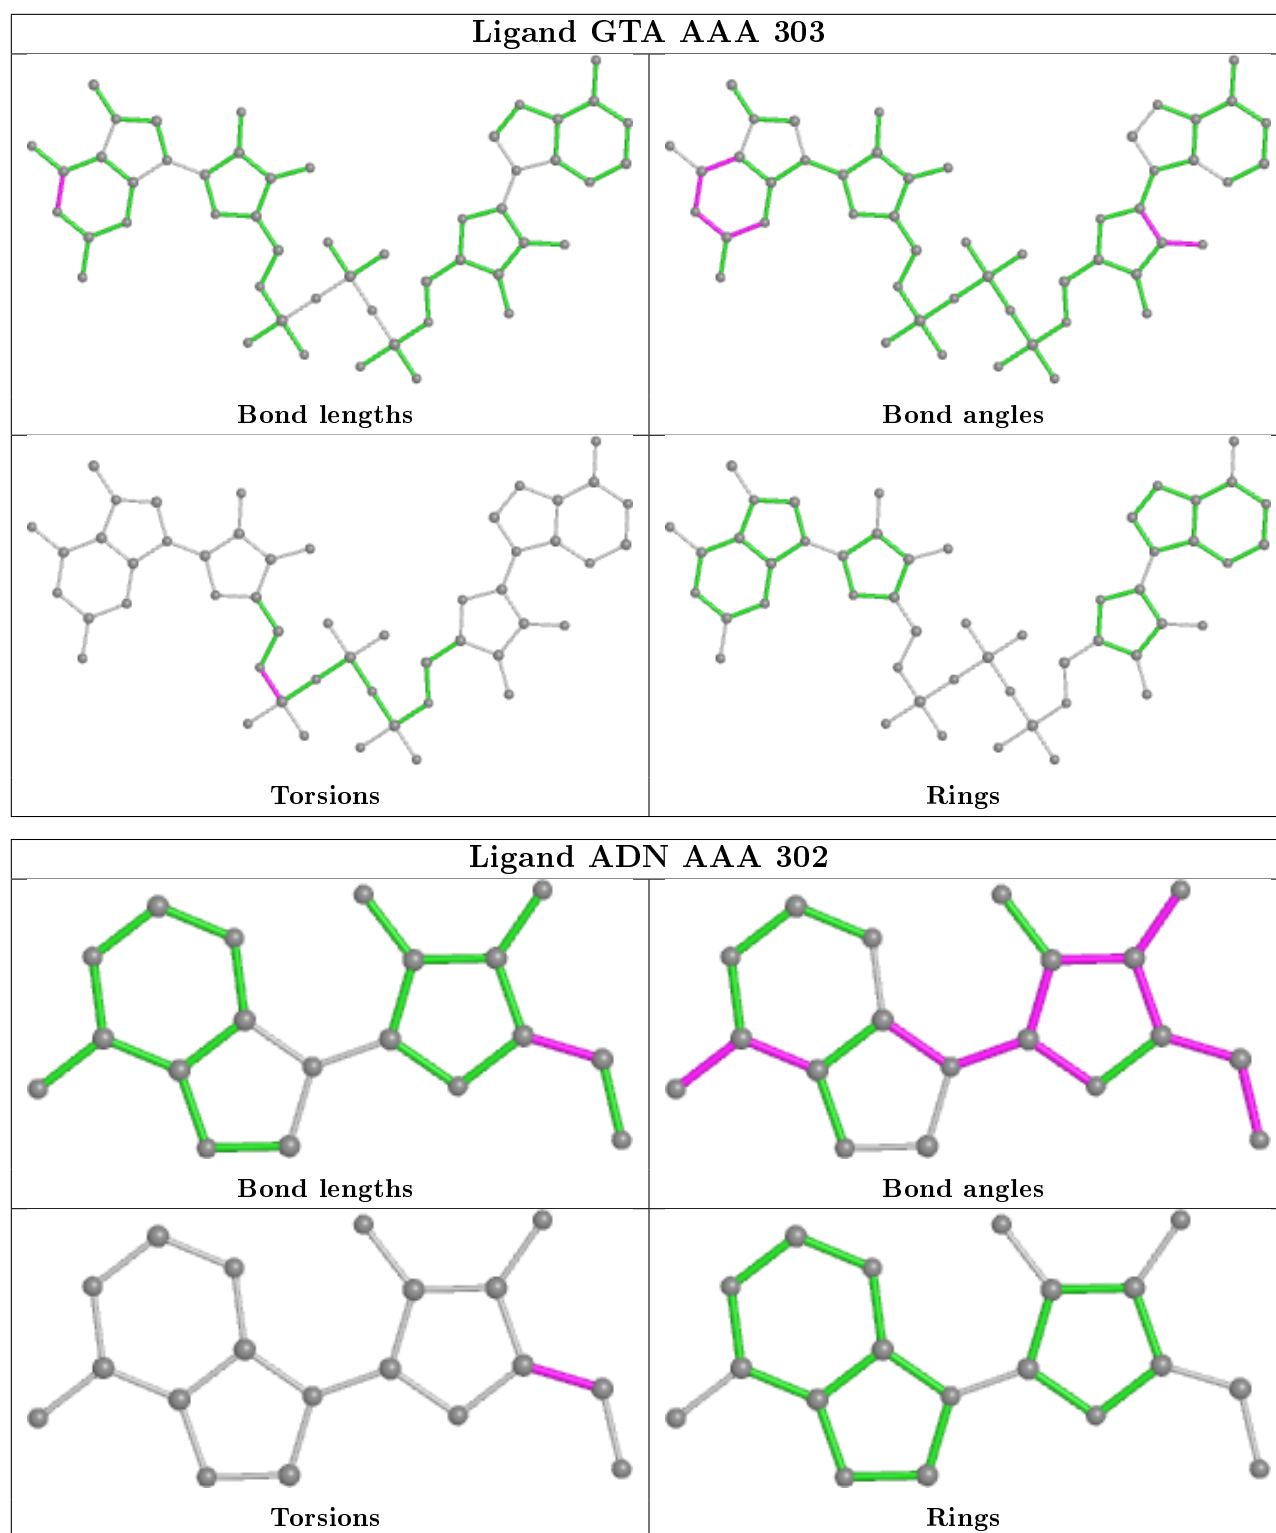 Ligand GTA AAA 303
Bond lengths
Bond angles
Torsions
Rings
Ligand ADN AAA 302
Bond lengths
Bond angles
Torsions
Rings